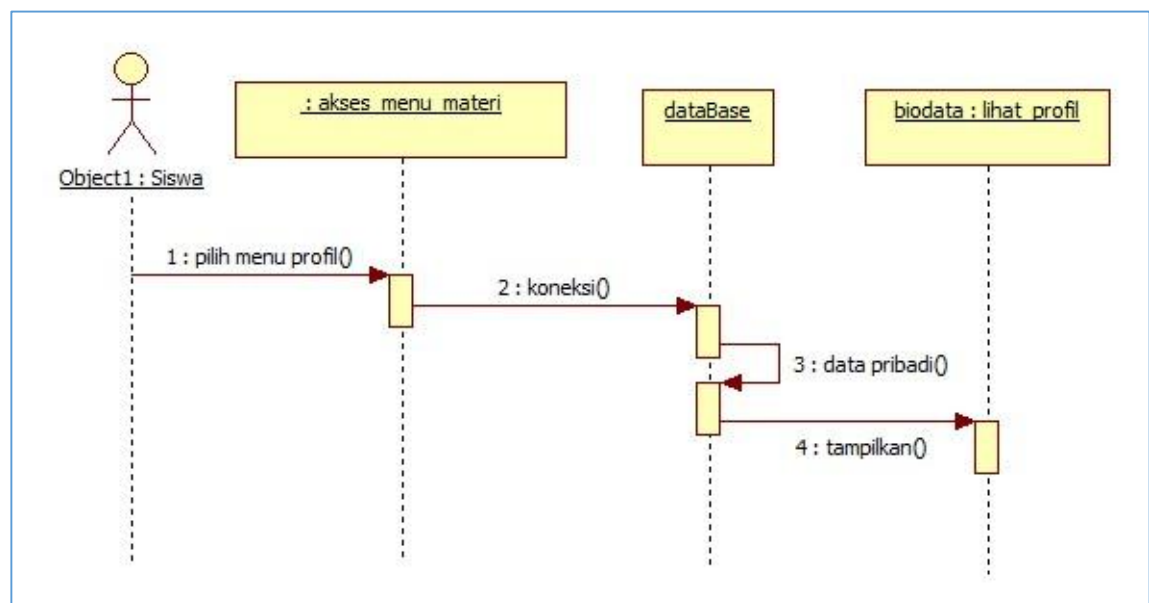 : akses_menu_materi
dataBase
biodata : lihat_profil
Object1 : Siswa
1 : pilih menu profil()
2 : koneksi()
3 : data pribadi()
4 : tampilkan()